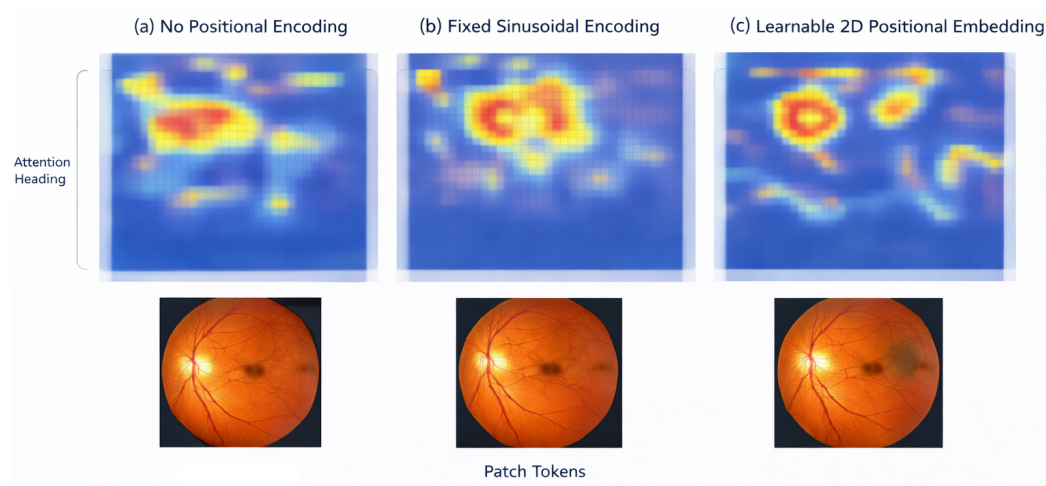 (a) No Positional Encoding
(b) Fixed Sinusoidal Encoding
(c) Learnable 2D Positional Embedding
Attention
Heading
Patch Tokens